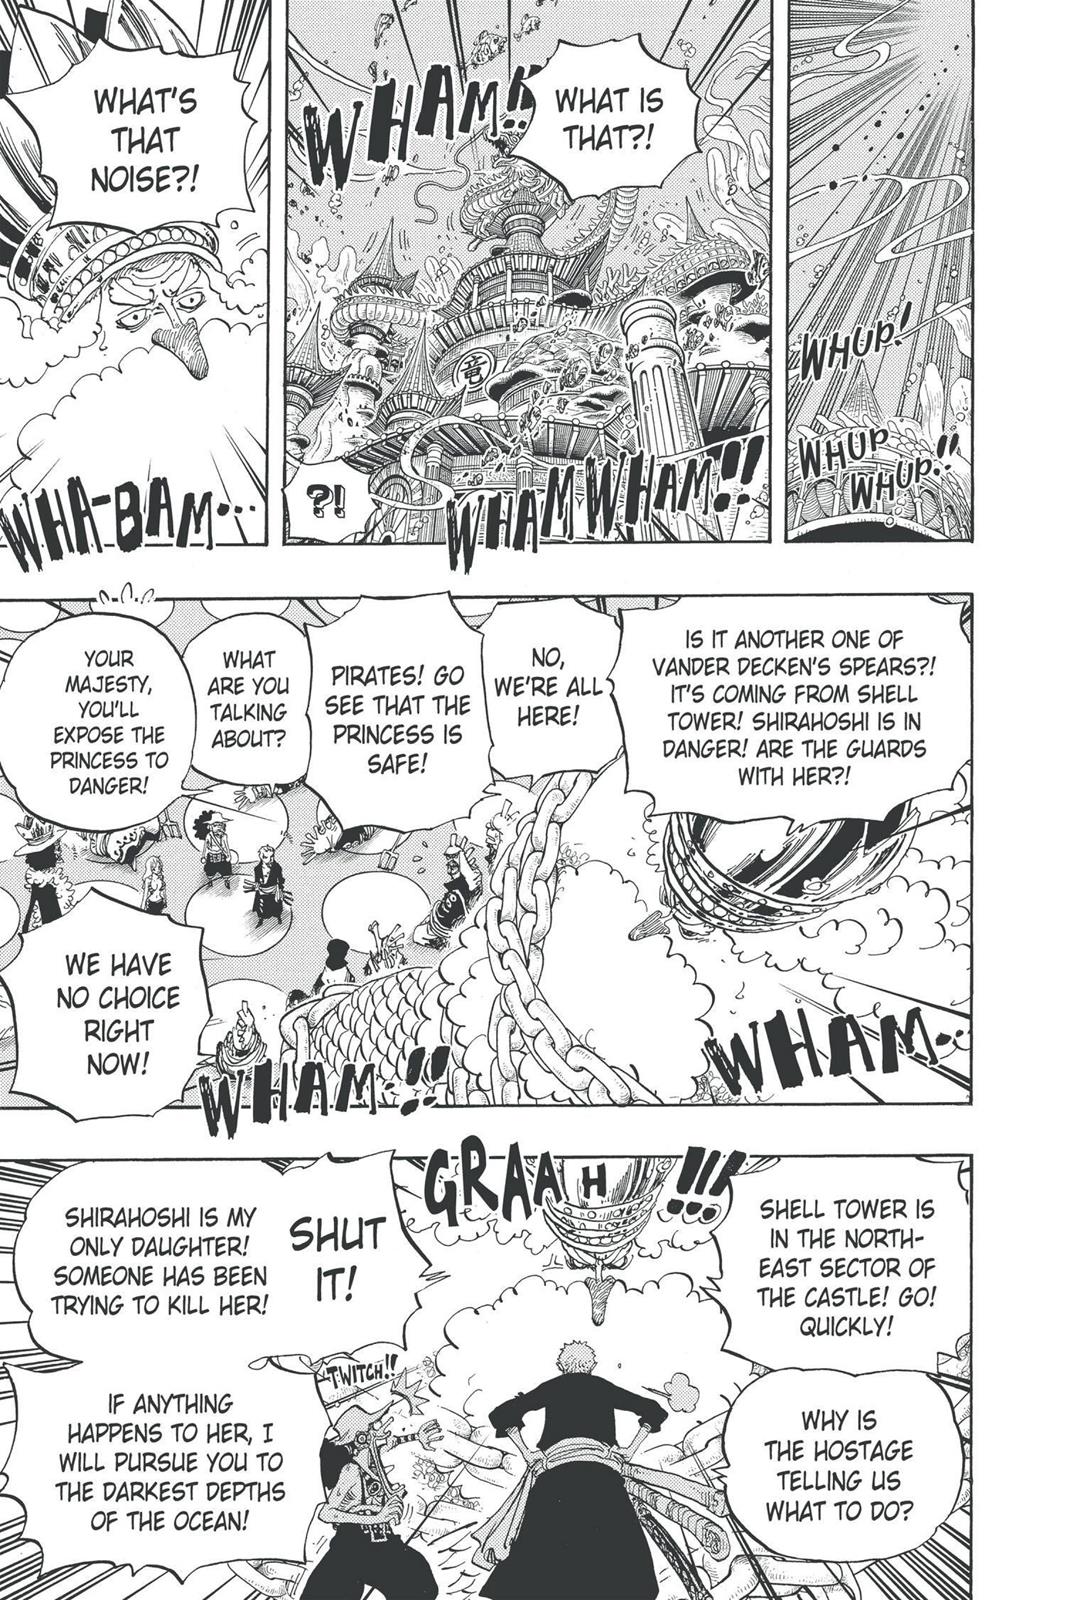 WHUP!
WHUP
WHUP!!
WHAM!!
WHAT IS
THAT?!
竜
?!
WHAM WHAM!!
WHAT'S
THAT
NOISE?!
WHA-BAM...
IS IT ANOTHER ONE OF
VANDER DECKEN'S SPEARS?!
IT'S COMING FROM SHELL
TOWER! SHIRAHOSHI IS IN
DANGER! ARE THE GUARDS
WITH HER?!
NO,
WE'RE ALL
HERE!
PIRATES! GO
SEE THAT THE
PRINCESS IS
SAFE!
WHAT
ARE YOU
TALKING
ABOUT?
YOUR
MAJESTY,
YOU'LL
EXPOSE THE
PRINCESS TO
DANGER!
WE HAVE
NO CHOICE
RIGHT
NOW!
WHAM...
WHAM...!!
SHELL TOWER IS
IN THE NORTH-
EAST SECTOR OF
THE CASTLE! GO!
QUICKLY!
GRAAH!!!
WHY IS
THE HOSTAGE
TELLING US
WHAT TO DO?
SHUT
IT!
TWITCH!!
SHIRAHOSHI IS MY
ONLY DAUGHTER!
SOMEONE HAS BEEN
TRYING TO KILL HER!
IF ANYTHING
HAPPENS TO HER, I
WILL PURSUE YOU TO
THE DARKEST DEPTHS
OF THE OCEAN!